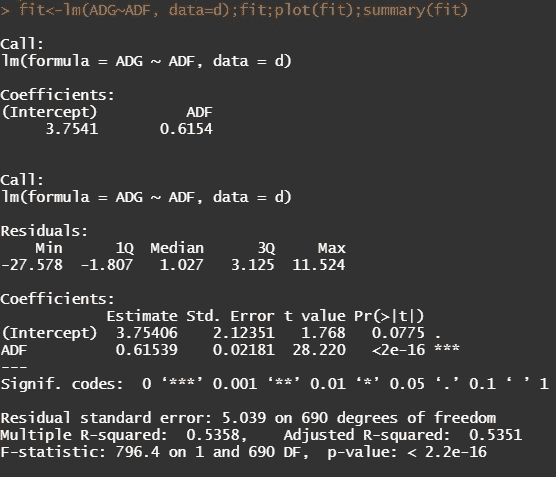 > fit<-lm(ADG~ADF, data=d);fit;plot(fit);summary(fit)
Call:
lm(formula = ADG ~ ADF, data = d)
Coefficients:
(Intercept)          ADF
     3.7541       0.6154
Call:
lm(formula = ADG ~ ADF, data = d)
Residuals:
    Min      1Q  Median      3Q     Max
-27.578  -1.807   1.027   3.125  11.524
Coefficients:
            Estimate Std. Error t value Pr(>|t|)
(Intercept)  3.75406    2.12351   1.768   0.0775 .
ADF          0.61539    0.02181  28.220   <2e-16 ***
---
Signif. codes:  0 ‘***’ 0.001 ‘**’ 0.01 ‘*’ 0.05 ‘.’ 0.1 ‘ ’ 1
Residual standard error: 5.039 on 690 degrees of freedom
Multiple R-squared:  0.5358,    Adjusted R-squared:  0.5351
F-statistic: 796.4 on 1 and 690 DF,  p-value: < 2.2e-16